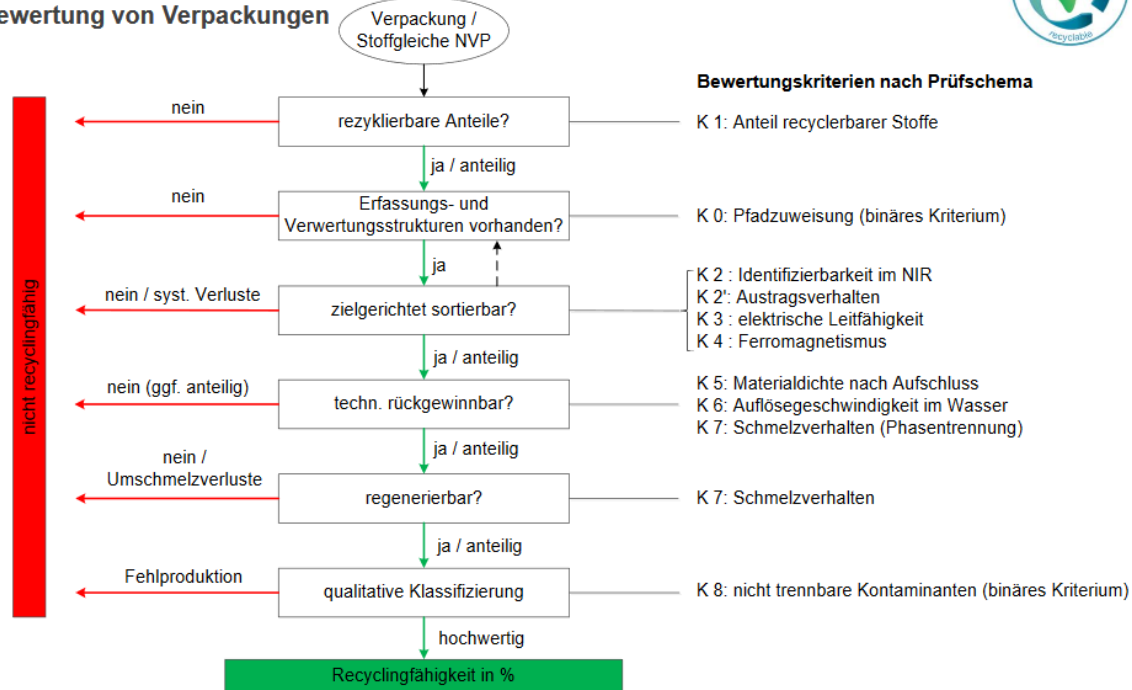 ewertung von Verpackungen
Verpackung /
Stoffgleiche NVP
recyclable
Bewertungskriterien nach Prüfschema
nein
rezyklierbare Anteile?
K 1: Anteil recyclerbarer Stoffe
ja / anteilig
nein
Erfassungs- und
Verwertungsstrukturen vorhanden?
K 0: Pfadzuweisung (binäres Kriterium)
ja
nein / syst. Verluste
zielgerichtet sortierbar?
K 2 : Identifizierbarkeit im NIR
K 2': Austragsverhalten
K 3 : elektrische Leitfähigkeit
K 4 : Ferromagnetismus
ja / anteilig
nein (ggf. anteilig)
techn. rückgewinnbar?
K 5: Materialdichte nach Aufschluss
K 6: Auflösegeschwindigkeit im Wasser
K 7: Schmelzverhalten (Phasentrennung)
ja / anteilig
nein /
Umschmelzverluste
regenerierbar?
K 7: Schmelzverhalten
ja / anteilig
Fehlproduktion
qualitative Klassifizierung
K 8: nicht trennbare Kontaminanten (binäres Kriterium)
hochwertig
Recyclingfähigkeit in %
nicht recyclingfähig